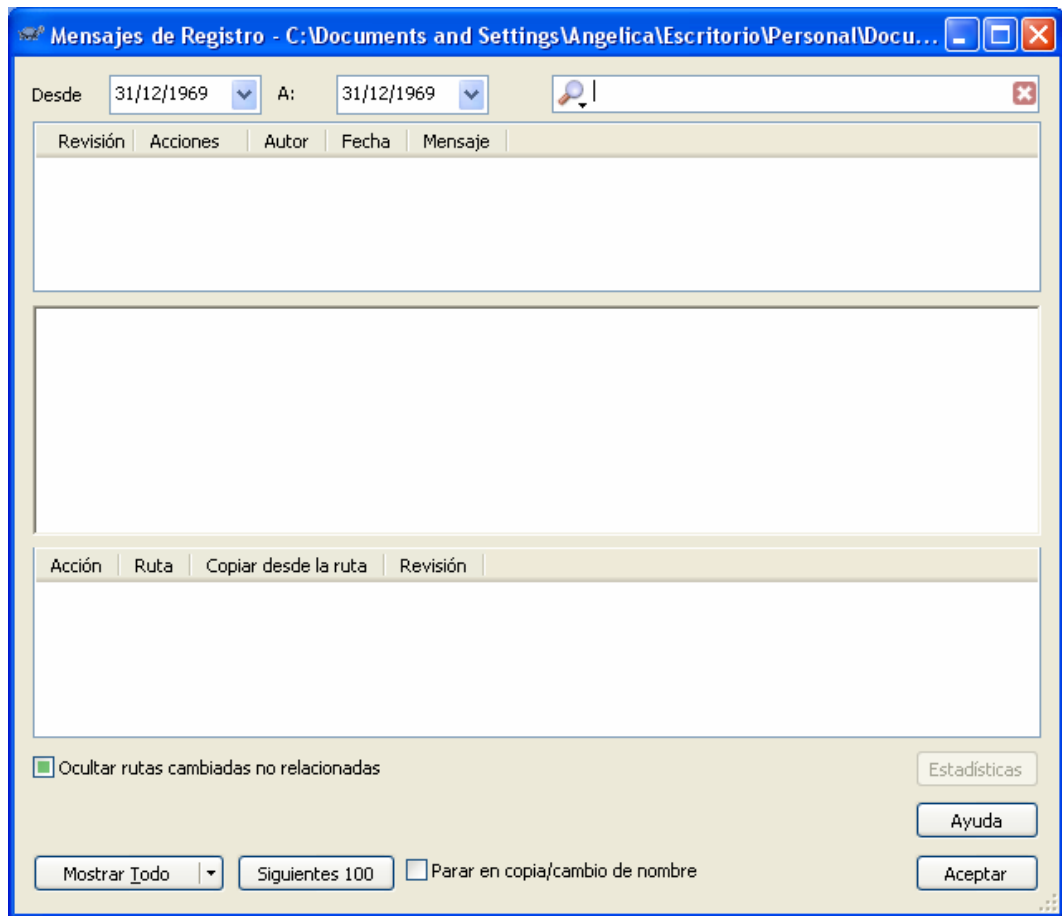 Mensajes de Registro - C:\Documents and Settings\Angelica\Escritorio\Personal\Docu...
Desde 31/12/1969 A: 31/12/1969
Revisión Acciones Autor Fecha Mensaje
Acción Ruta Copiar desde la ruta Revisión
Ocultar rutas cambiadas no relacionadas Estadísticas
Ayuda
Mostrar Todo Siguientes 100 Parar en copia/cambio de nombre Aceptar